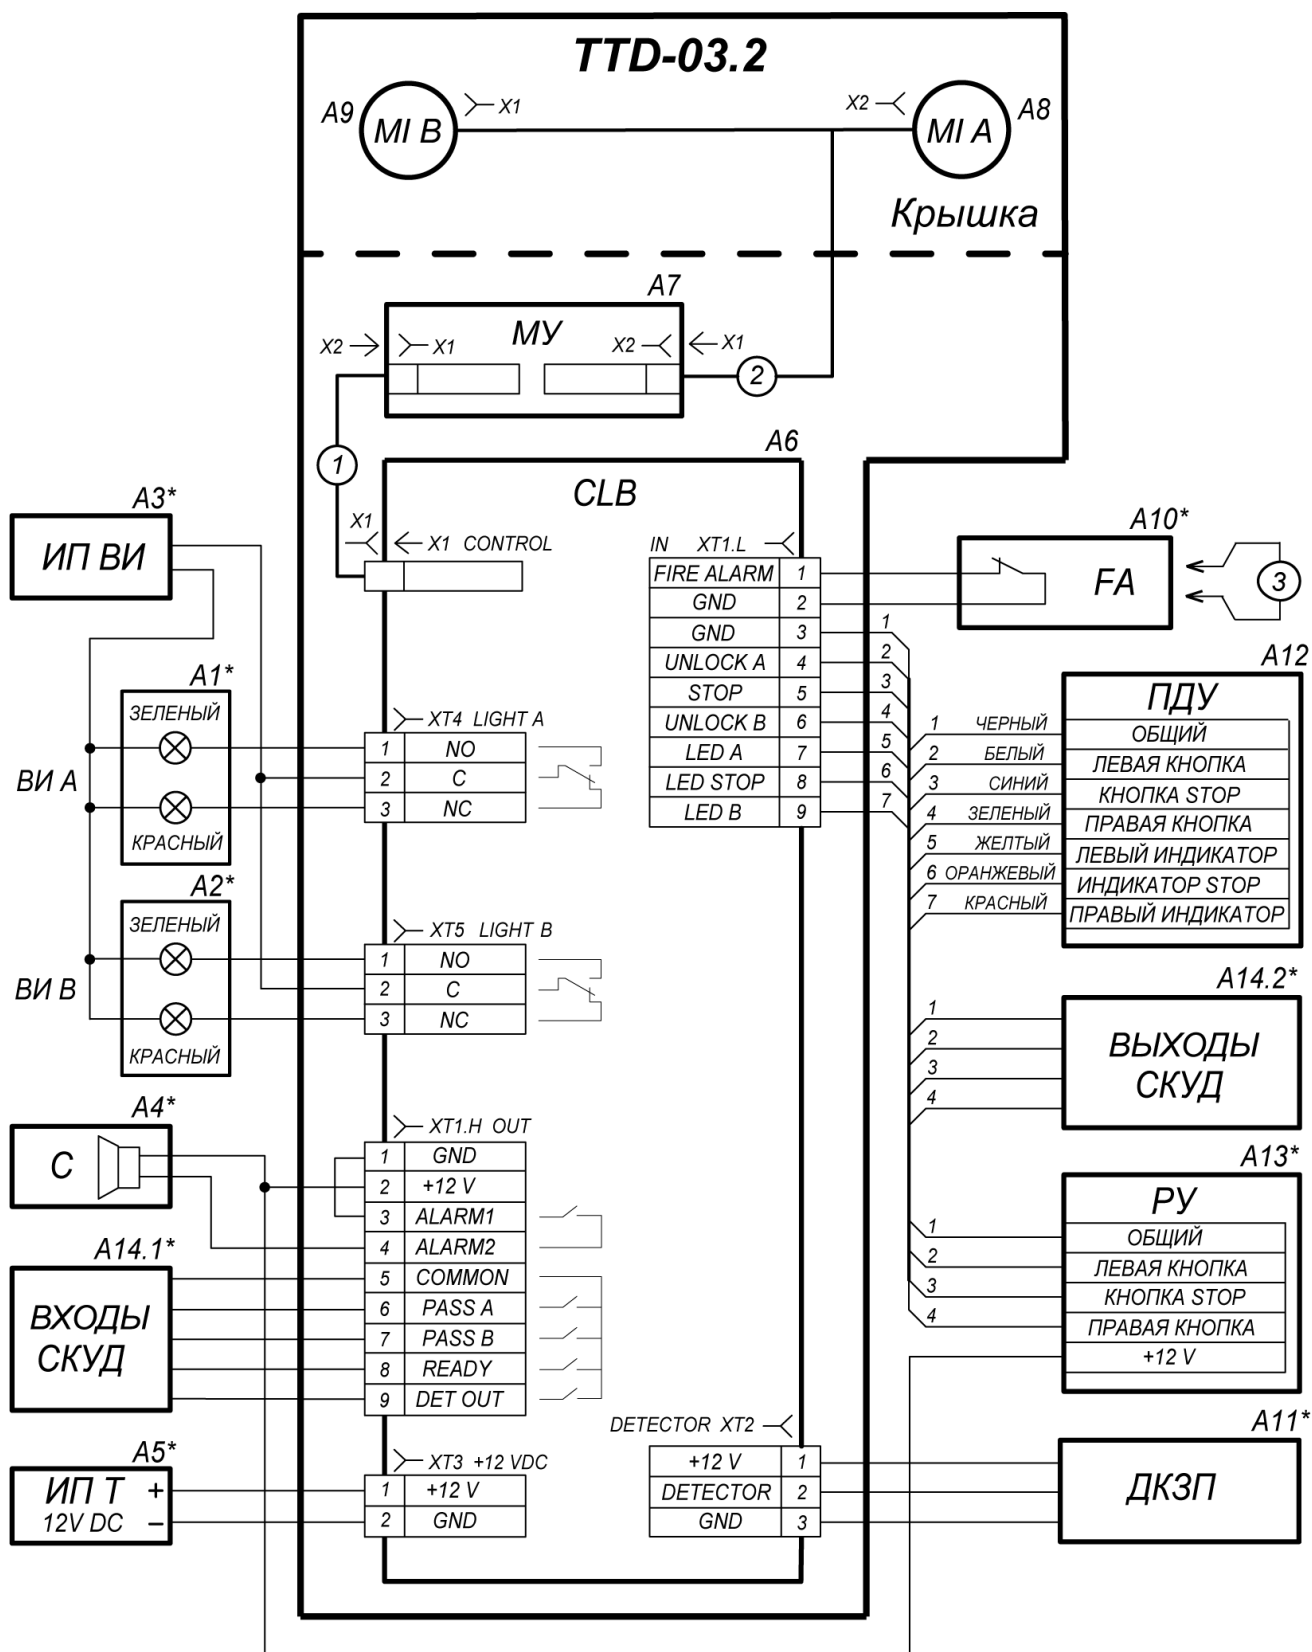 TTD-03.2
A9
MI B
X1
X2
MI A
A8
Крышка
A7
МУ
X2
X1
X2
X1
2
1
A6
CLB
X1
X1 CONTROL
IN XT1.L
FIRE ALARM 1
GND 2
GND 3
UNLOCK A 4
STOP 5
UNLOCK B 6
LED A 7
LED STOP 8
LED B 9
1
2
3
4
5
6
7
A3*
ИП ВИ
A1*
ЗЕЛЕНЫЙ
ВИ А
КРАСНЫЙ
A2*
ЗЕЛЕНЫЙ
ВИ В
КРАСНЫЙ
XT4 LIGHT A
1 NO
2 C
3 NC
XT5 LIGHT B
1 NO
2 C
3 NC
A4*
C
XT1.H OUT
1 GND
2 +12 V
3 ALARM1
4 ALARM2
5 COMMON
6 PASS A
7 PASS B
8 READY
9 DET OUT
A14.1*
ВХОДЫ
СКУД
A5*
ИП Т +
12V DC −
XT3 +12 VDC
1 +12 V
2 GND
DETECTOR XT2
+12 V 1
DETECTOR 2
GND 3
A10*
FA
3
A12
ПДУ
1 ЧЕРНЫЙ ОБЩИЙ
2 БЕЛЫЙ ЛЕВАЯ КНОПКА
3 СИНИЙ КНОПКА STOP
4 ЗЕЛЕНЫЙ ПРАВАЯ КНОПКА
5 ЖЕЛТЫЙ ЛЕВЫЙ ИНДИКАТОР
6 ОРАНЖЕВЫЙ ИНДИКАТОР STOP
7 КРАСНЫЙ ПРАВЫЙ ИНДИКАТОР
A14.2*
1
2
3
4
ВЫХОДЫ
СКУД
A13*
РУ
1 ОБЩИЙ
2 ЛЕВАЯ КНОПКА
3 КНОПКА STOP
4 ПРАВАЯ КНОПКА
+12 V
A11*
ДКЗП